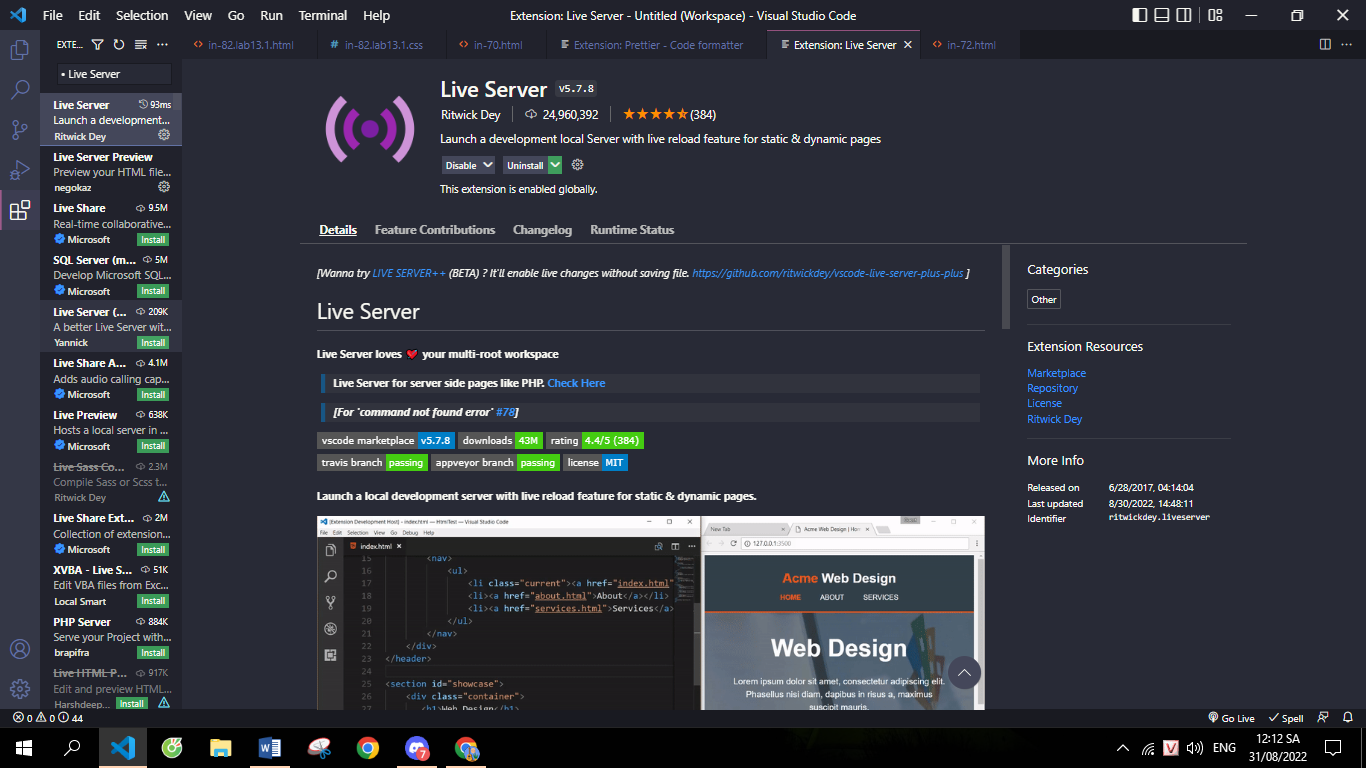 File Edit Selection View Go Run Terminal Help
Extension: Live Server - Untitled (Workspace) - Visual Studio Code
EXTE...
in-82.lab13.1.html
in-82.lab13.1.css
in-70.html
Extension: Prettier - Code formatter
Extension: Live Server
in-72.html
• Live Server
Live Server 93ms
Launch a development...
Ritwick Dey
Live Server Preview
Preview your HTML file...
negokaz
Live Share 9.5M
Real-time collaborative...
Microsoft Install
SQL Server (m... 5M
Develop Microsoft SQL...
Microsoft Install
Live Server (... 209K
A better Live Server wit...
Yannick Install
Live Share A... 4.1M
Adds audio calling cap...
Microsoft Install
Live Preview 638K
Hosts a local server in ...
Microsoft Install
Live Sass Co... 2.3M
Compile Sass or Scss t...
Ritwick Dey
Live Share Ext... 2M
Collection of extension...
Microsoft Install
XVBA - Live S... 51K
Edit VBA files from Exc...
Local Smart Install
PHP Server 884K
Serve your Project with...
brapifra Install
Live HTML P... 917K
Edit and preview HTML...
Harshdeep... Install
Live Server v5.7.8
Ritwick Dey 24,960,392 (384)
Launch a development local Server with live reload feature for static & dynamic pages
Disable Uninstall
This extension is enabled globally.
Details Feature Contributions Changelog Runtime Status
[Wanna try LIVE SERVER++ (BETA) ? It'll enable live changes without saving file. https://github.com/ritwickdey/vscode-live-server-plus-plus ]
Live Server
Live Server loves ❤️ your multi-root workspace
Live Server for server side pages like PHP. Check Here
[For 'command not found error' #78]
vscode marketplace v5.7.8 downloads 43M rating 4.4/5 (384)
travis branch passing appveyor branch passing license MIT
Launch a local development server with live reload feature for static & dynamic pages.
[Extension Development Host] - index.html — HtmlTest — Visual Studio Code
File Edit Selection View Go Debug Help
index.html
15 <nav>
16 <ul>
17 <li class="current"><a href="index.html"
18 <li><a href="about.html">About</a></li>
19 <li><a href="services.html">Services</a>
20 </ul>
21 </nav>
22 </div>
23 </header>
24
25 <section id="showcase">
26 <div class="container">
27 <h1>Web Design</h1>
New Tab
Acme Web Design | Ho
127.0.0.1:3500
Acme Web Design
HOME ABOUT SERVICES
Web Design
Lorem ipsum dolor sit amet, consectetur adipiscing elit.
Phasellus nisi diam, dapibus in risus a, maximus
suscipit mauris.
Categories
Other
Extension Resources
Marketplace
Repository
License
Ritwick Dey
More Info
Released on 6/28/2017, 04:14:04
Last updated 8/30/2022, 14:48:11
Identifier ritwickdey.liveserver
0 0 44
Go Live Spell
7
V ENG
12:12 SA
31/08/2022